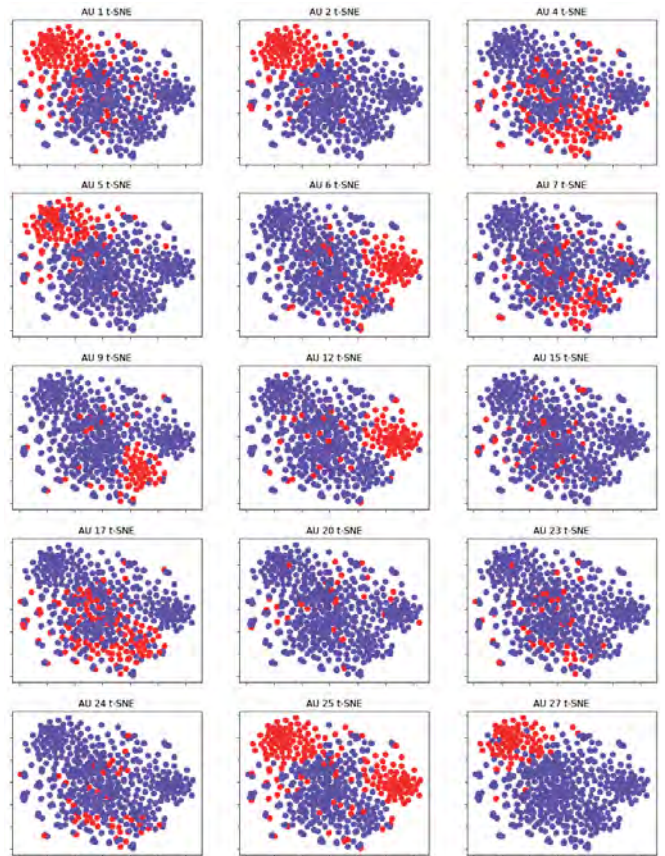 AU 1 t-SNE
AU 2 t-SNE
AU 4 t-SNE
AU 5 t-SNE
AU 6 t-SNE
AU 7 t-SNE
AU 9 t-SNE
AU 12 t-SNE
AU 15 t-SNE
AU 17 t-SNE
AU 20 t-SNE
AU 23 t-SNE
AU 24 t-SNE
AU 25 t-SNE
AU 27 t-SNE